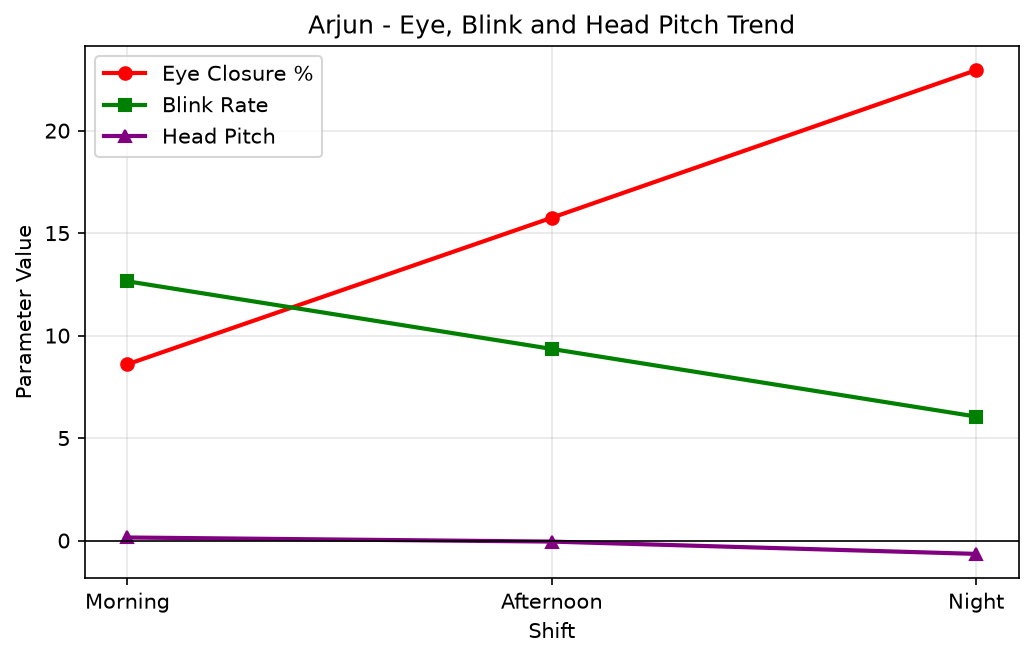 Arjun - Eye, Blink and Head Pitch Trend
Eye Closure %
Blink Rate
Head Pitch
Parameter Value
20
15
10
5
0
Morning
Afternoon
Night
Shift